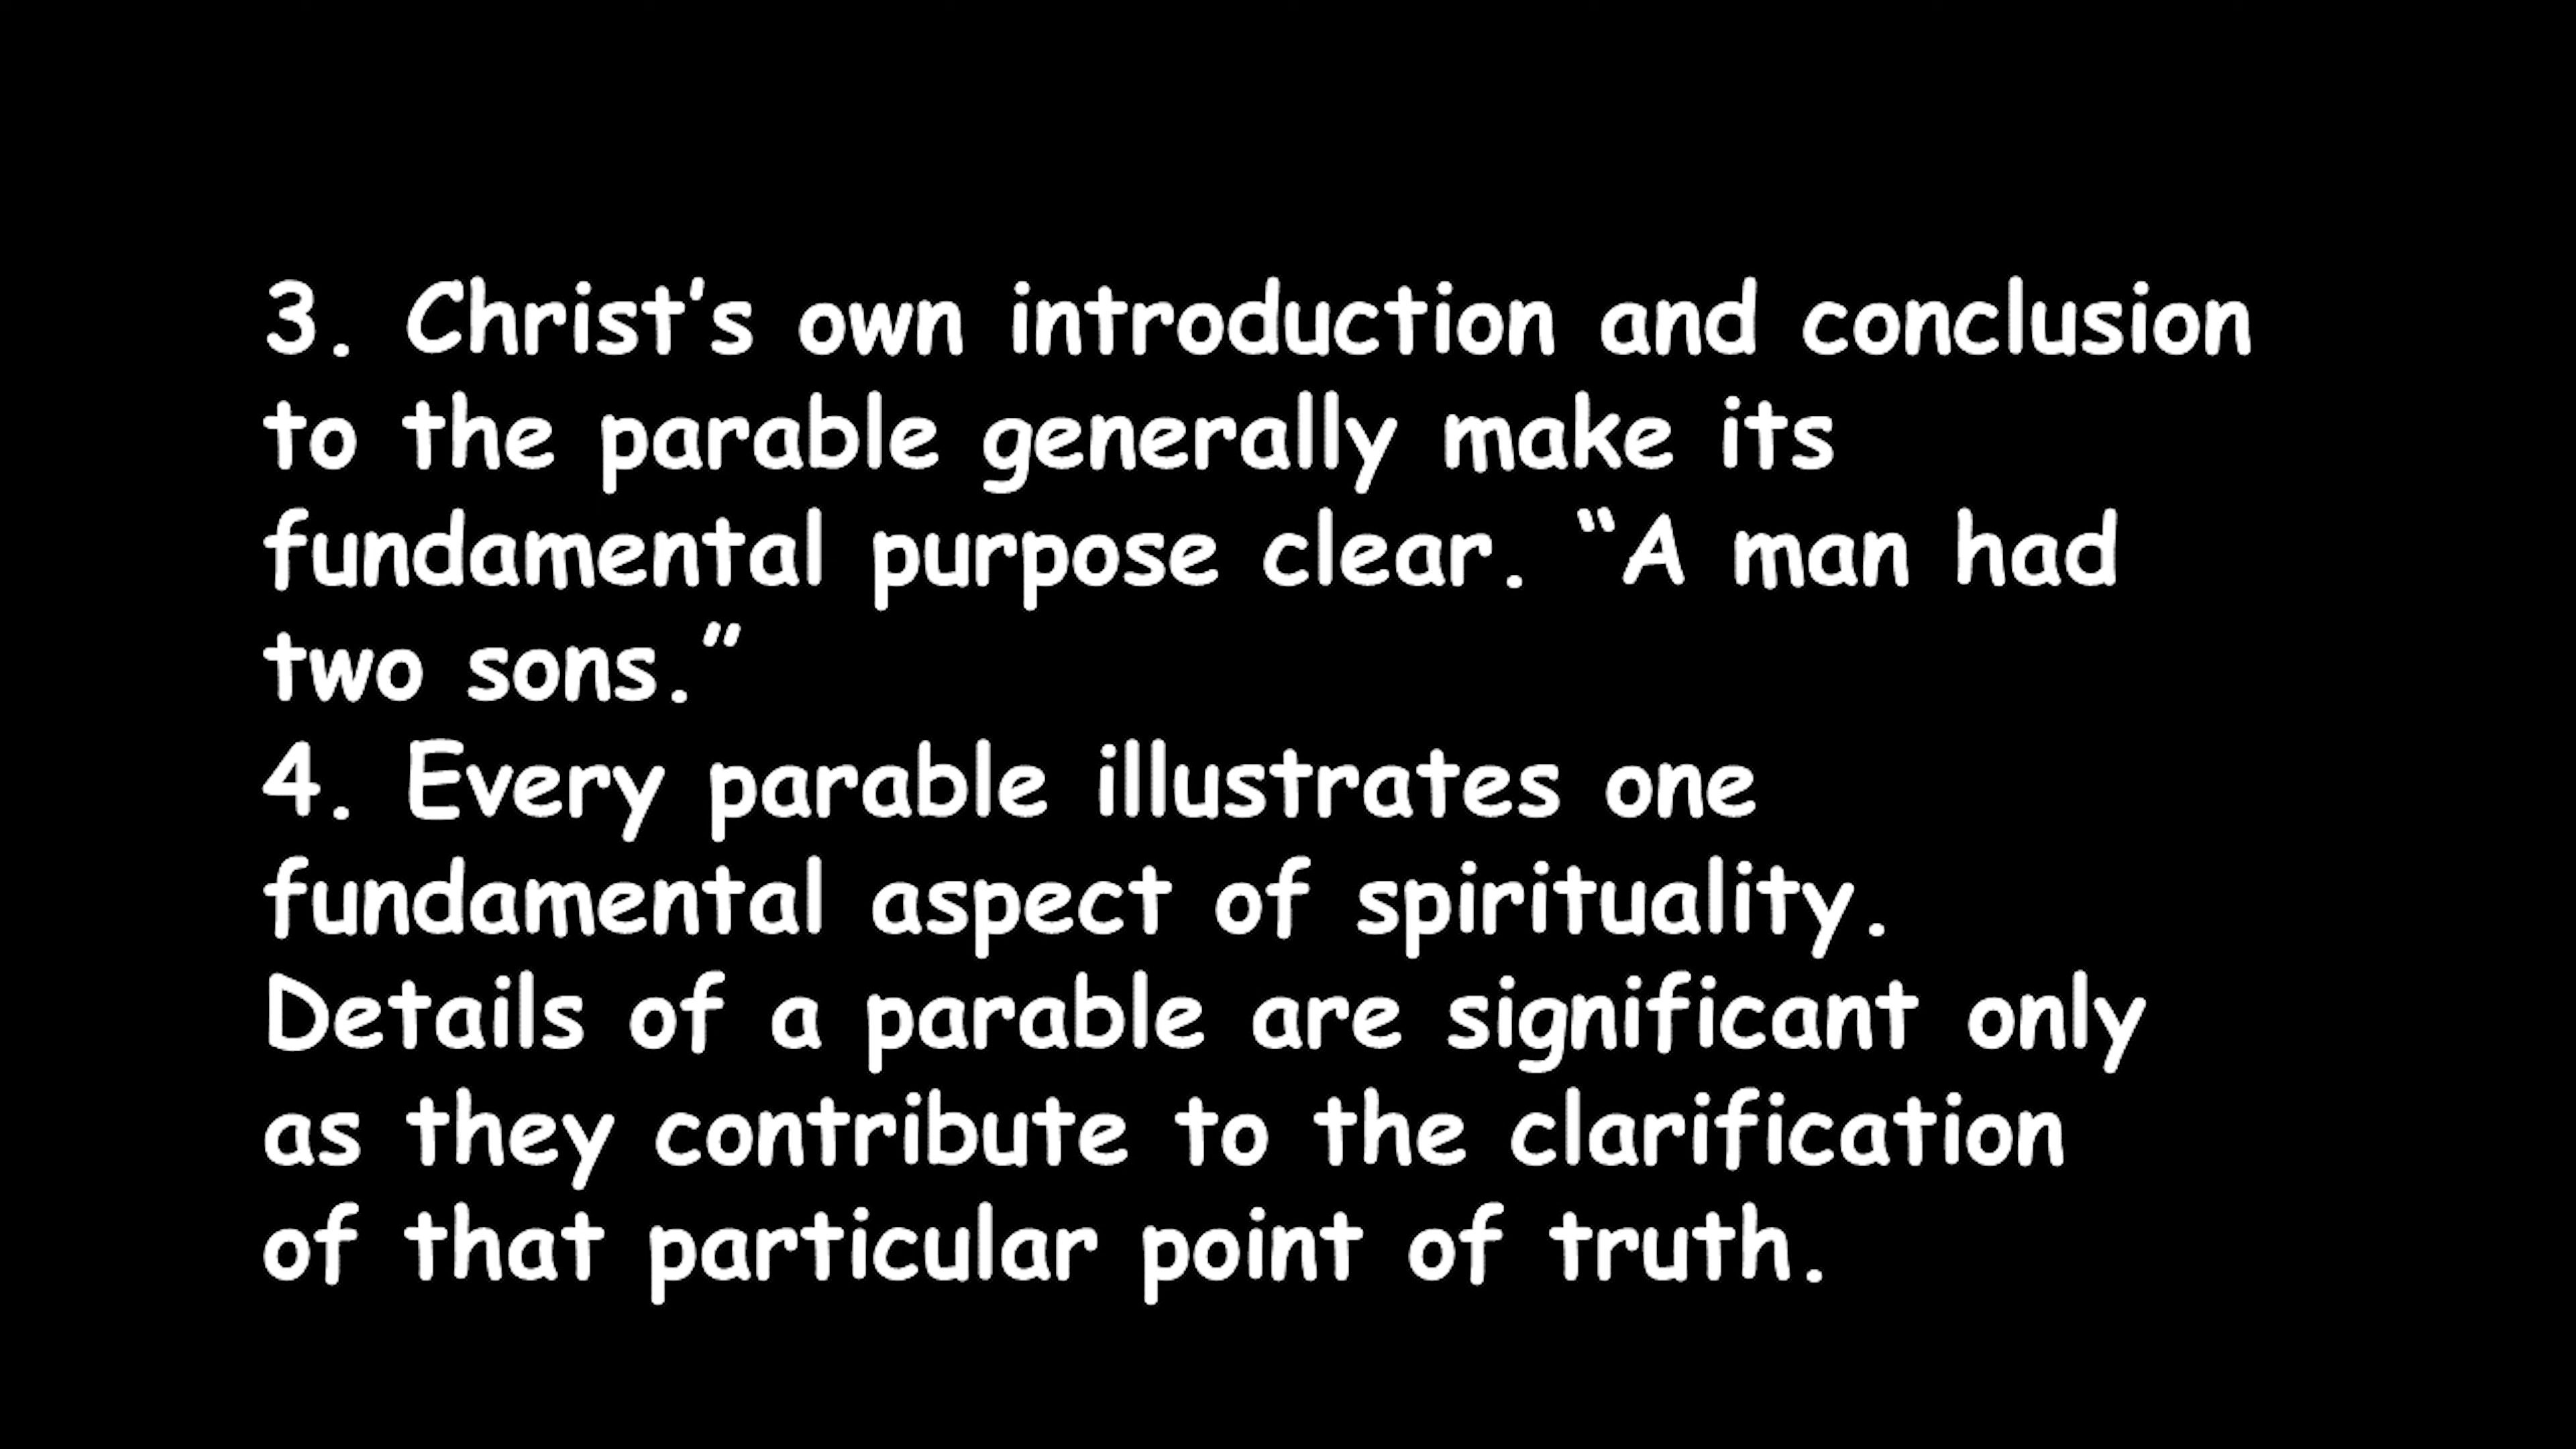 3. Christ’s own introduction and conclusion
to the parable generally make its
fundamental purpose clear. “A man had
two sons.”
4. Every parable illustrates one
fundamental aspect of spirituality.
Details of a parable are significant only
as they contribute to the clarification
of that particular point of truth.